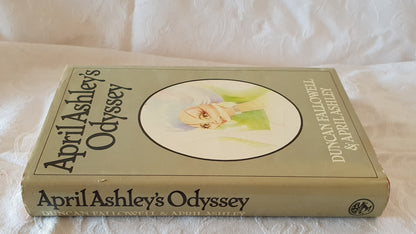 April Ashley's
Odyssey
DUNCAN FALLOWELL
& APRIL ASHLEY
April Ashley's Odyssey
DUNCAN FALLOWELL & APRIL ASHLEY